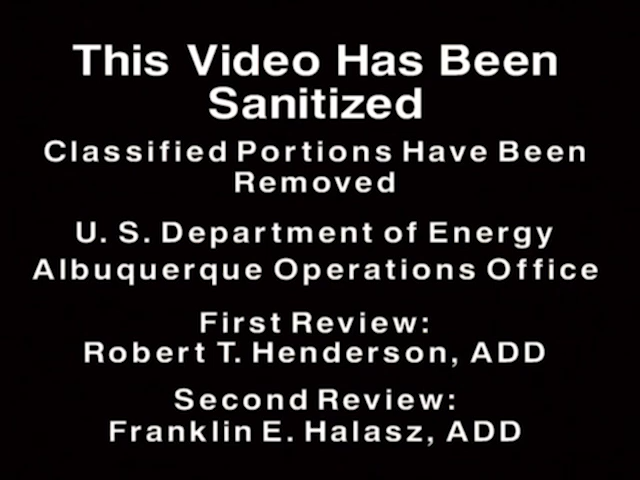 This Video Has Been
Sanitized
Classified Portions Have Been
Removed
U. S. Department of Energy
Albuquerque Operations Office
First Review:
Robert T. Henderson, ADD
Second Review:
Franklin E. Halasz, ADD